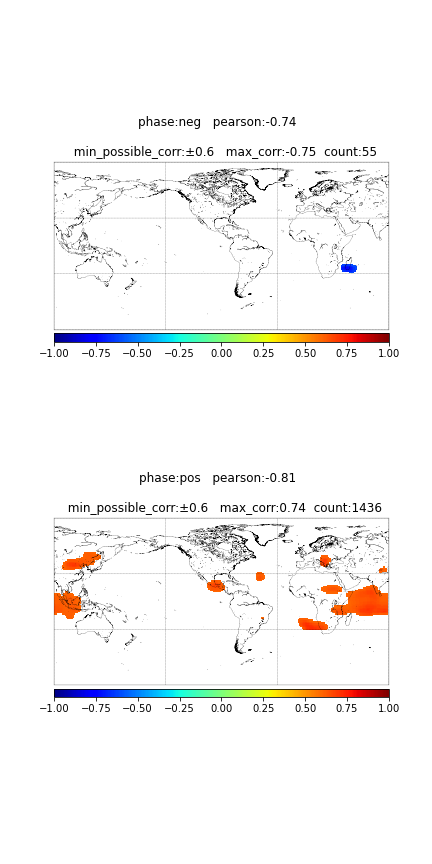 phase:neg   pearson:-0.74
min_possible_corr:±0.6   max_corr:-0.75  count:55
−1.00 −0.75 −0.50 −0.25 0.00 0.25 0.50 0.75 1.00
phase:pos   pearson:-0.81
min_possible_corr:±0.6   max_corr:0.74  count:1436
−1.00 −0.75 −0.50 −0.25 0.00 0.25 0.50 0.75 1.00